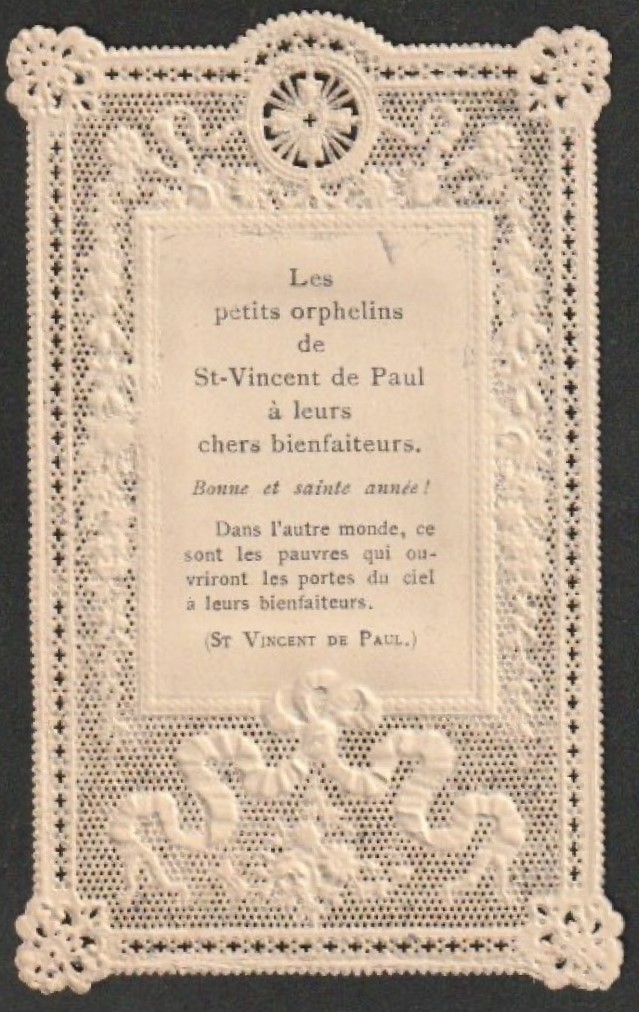 Les
petits orphelins
de
St-Vincent de Paul
à leurs
chers bienfaiteurs.
Bonne et sainte année!
Dans l'autre monde, ce
sont les pauvres qui ou-
vriront les portes du ciel
à leurs bienfaiteurs.
(ST VINCENT DE PAUL.)